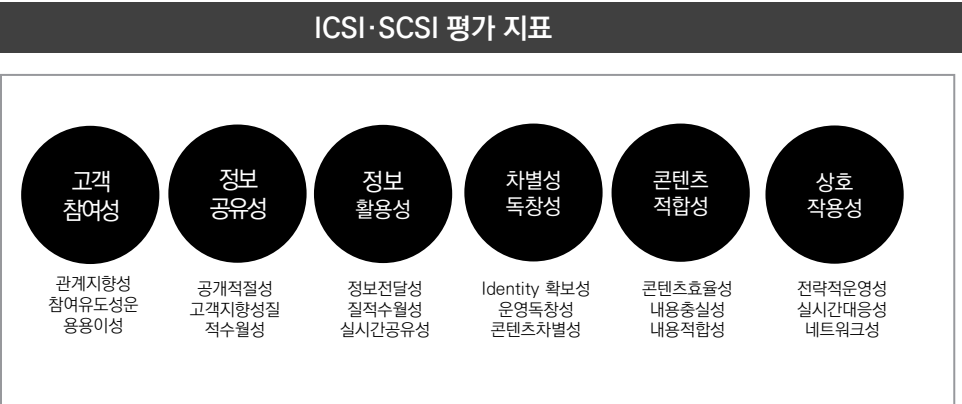 ICSI·SCSI 평가 지표
고객
참여성
정보
공유성
정보
활용성
차별성
독창성
콘텐츠
적합성
상호
작용성
관계지향성
참여유도성운
용용이성
공개적절성
고객지향성질
적수월성
정보전달성
질적수월성
실시간공유성
Identity 확보성
운영독창성
콘텐츠차별성
콘텐츠효율성
내용충실성
내용적합성
전략적운영성
실시간대응성
네트워크성